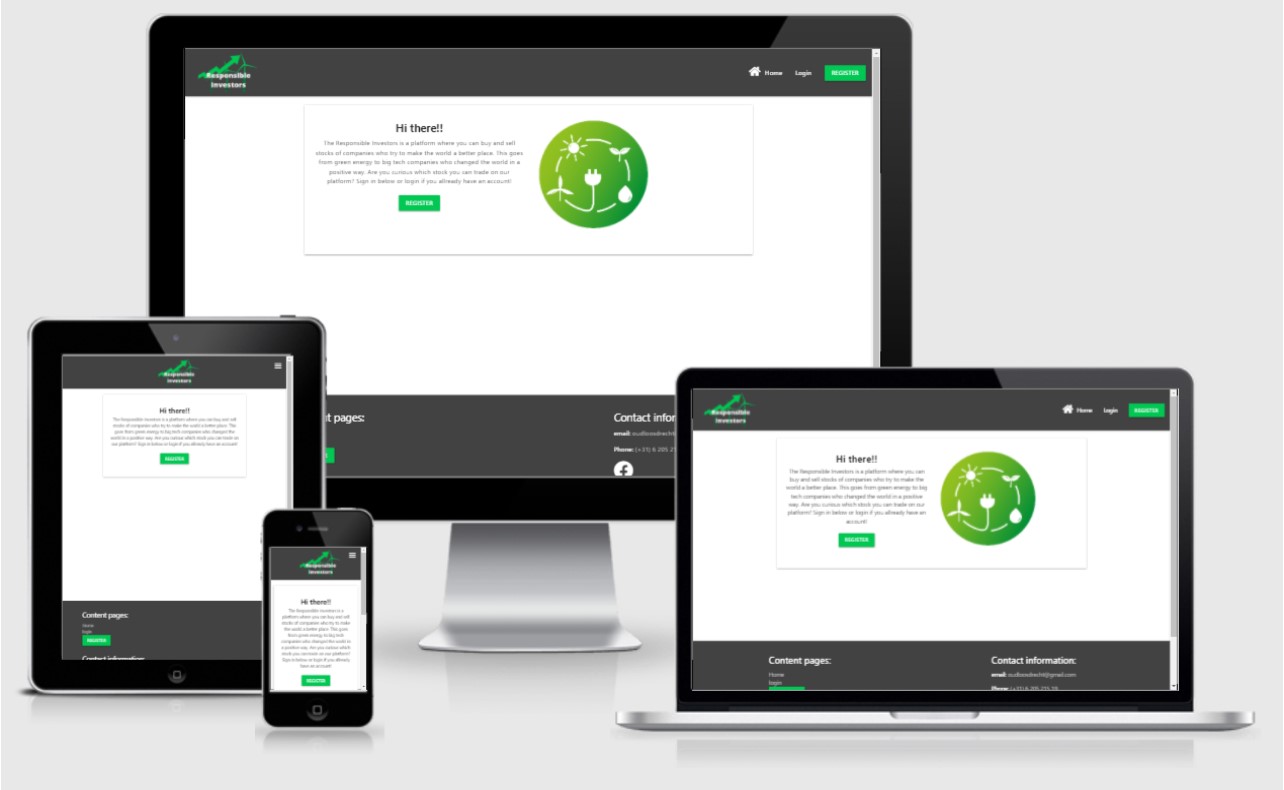 Responsible
Investors
Home
Login
REGISTER
Hi there!!
The Responsible Investors is a platform where you can buy and sell
stocks of companies who try to make the world a better place. This goes
from green energy to big tech companies who changed the world in a
positive way. Are you curious which stock you can trade on our
platform? Sign in below or login if you allready have an account!
REGISTER
t pages:
Contact infor
email: oudbosdrecht
Phone: (+31) 6 205 2
Responsible
Investors
Hi there!!
The Responsible Investors is a platform where you can buy and sell
stocks of companies who try to make the world a better place. This
goes from green energy to big tech companies who changed the
world in a positive way. Are you curious which stock you can trade on
our platform? Sign in below or login if you allready have an account!
REGISTER
Content pages:
Home
login
REGISTER
Contact information:
Responsible
Investors
Hi there!!
The Responsible Investors is a
platform where you can buy and sell
stocks of companies who try to make
the world a better place. This goes
from green energy to big tech
companies who changed the world in
a positive way. Are you curious which
stock you can trade on our platform?
Sign in below or login if you allready
have an account!
REGISTER
Responsible
Investors
Home
Login
REGISTER
Hi there!!
The Responsible Investors is a platform where you can
buy and sell stocks of companies who try to make the
world a better place. This goes from green energy to big
tech companies who changed the world in a positive
way. Are you curious which stock you can trade on our
platform? Sign in below or login if you allready have an
account!
REGISTER
Content pages:
Home
login
Contact information:
email: oudbosdrecht@gmail.com
Phone: (+31) 6 205 215 19